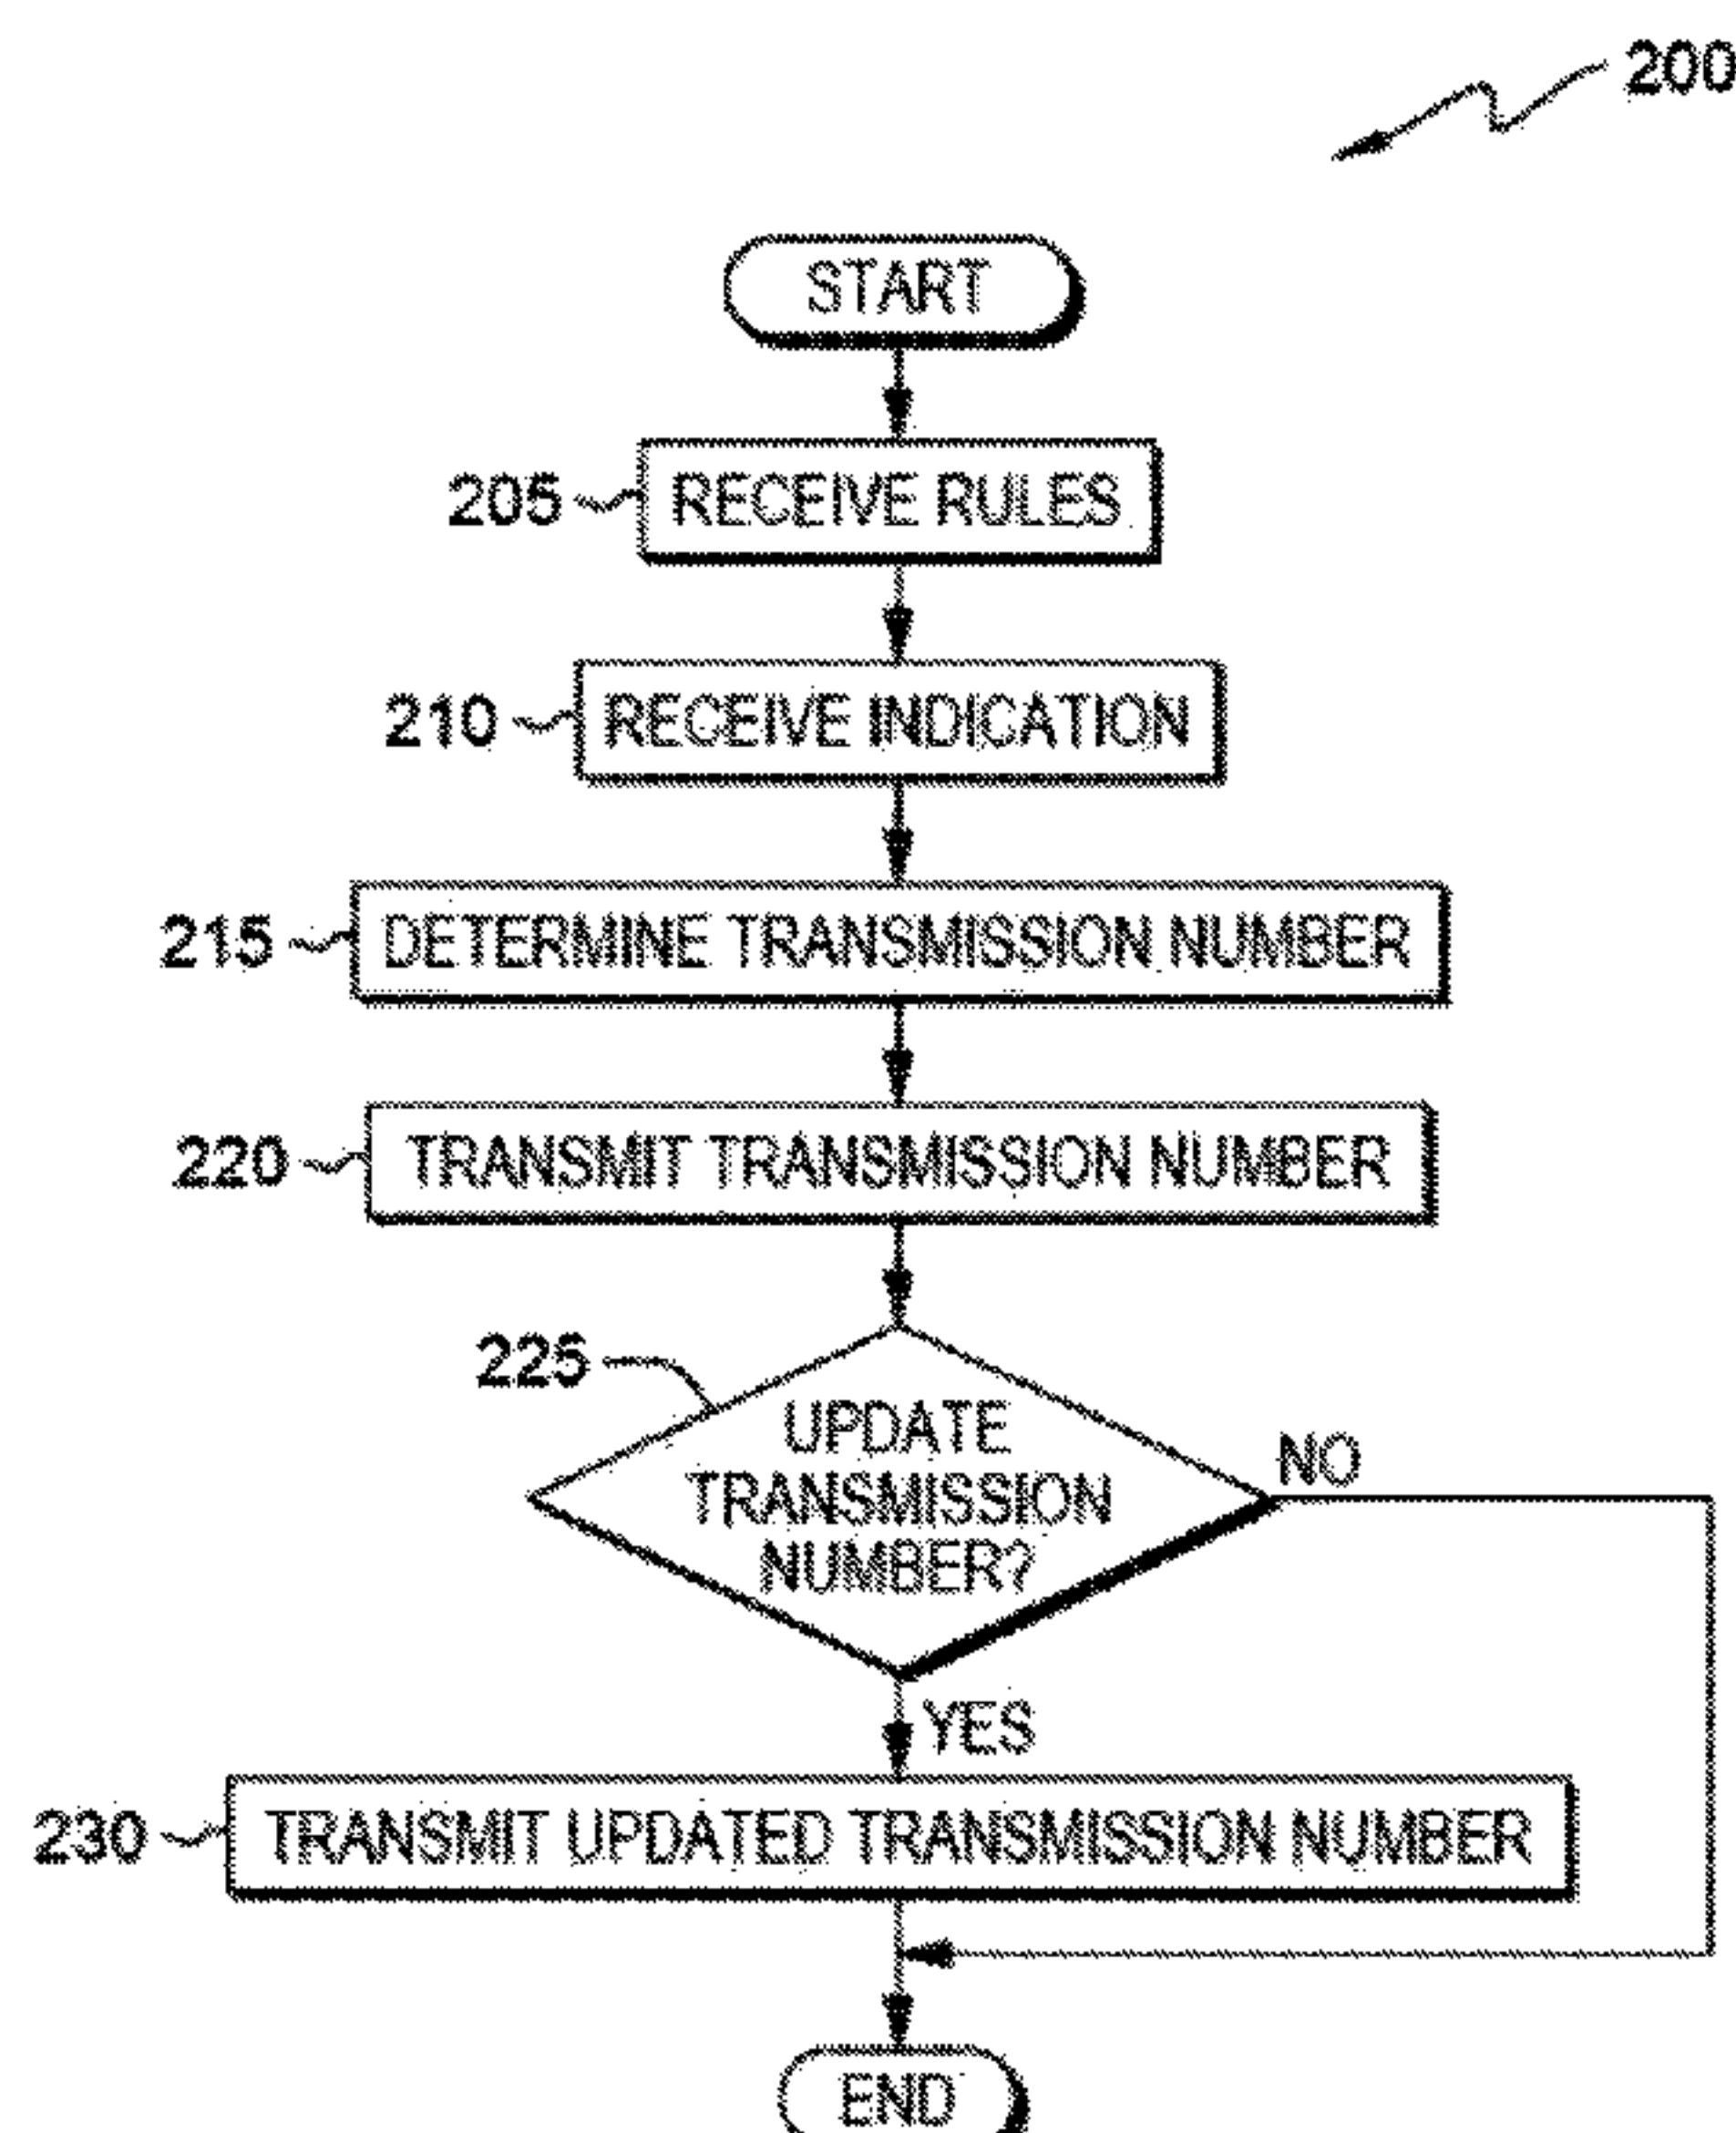 200
START
205 RECEIVE RULES
210 RECEIVE INDICATION
215 DETERMINE TRANSMISSION NUMBER
220 TRANSMIT TRANSMISSION NUMBER
225
UPDATE
TRANSMISSION
NUMBER?
NO
YES
230 TRANSMIT UPDATED TRANSMISSION NUMBER
END